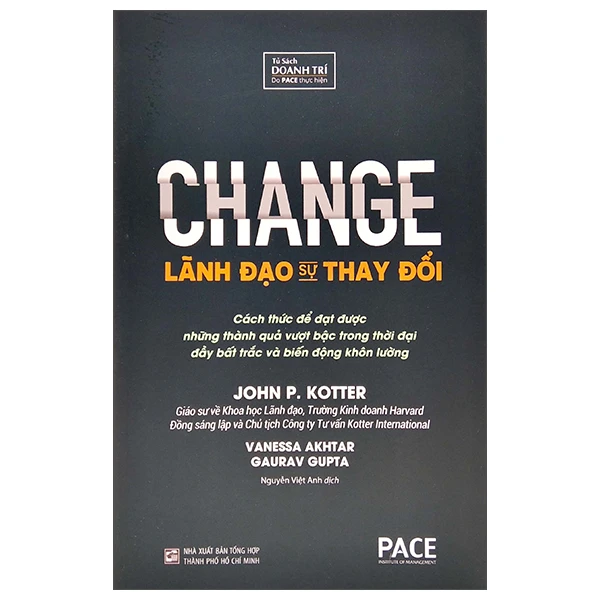 Tủ Sách
DOANH TRÍ
Do PACE thực hiện
CHANGE
LÃNH ĐẠO SỰ THAY ĐỔI
Cách thức để đạt được
những thành quả vượt bậc trong thời đại
đầy bất trắc và biến động khôn lường
JOHN P. KOTTER
Giáo sư về Khoa học Lãnh đạo, Trường Kinh doanh Harvard
Đồng sáng lập và Chủ tịch Công ty Tư vấn Kotter International
VANESSA AKHTAR
GAURAV GUPTA
Nguyễn Việt Anh dịch
NHÀ XUẤT BẢN TỔNG HỢP
THÀNH PHỐ HỒ CHÍ MINH
PACE
INSTITUTE OF MANAGEMENT